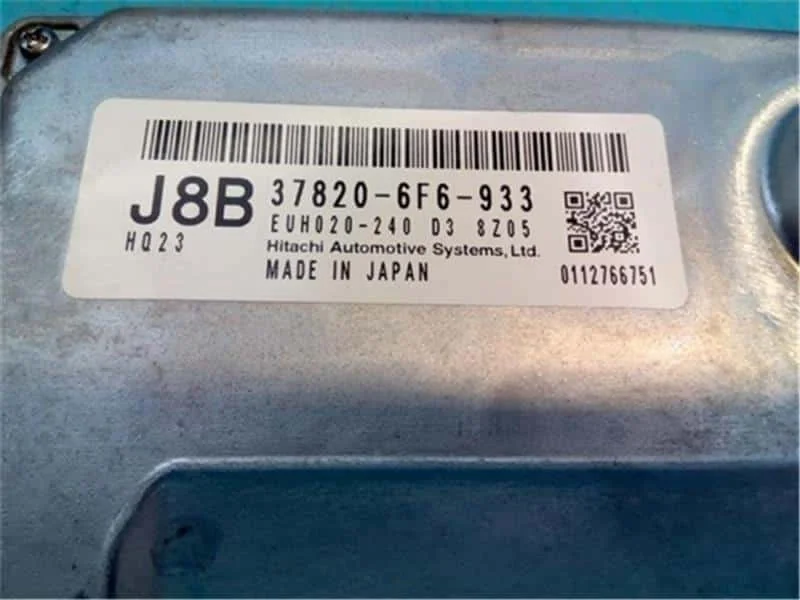 J8B 37820-6F6-933
EUH020-240 D3 8Z05
HQ23
Hitachi Automotive Systems, Ltd.
MADE IN JAPAN
0112766751